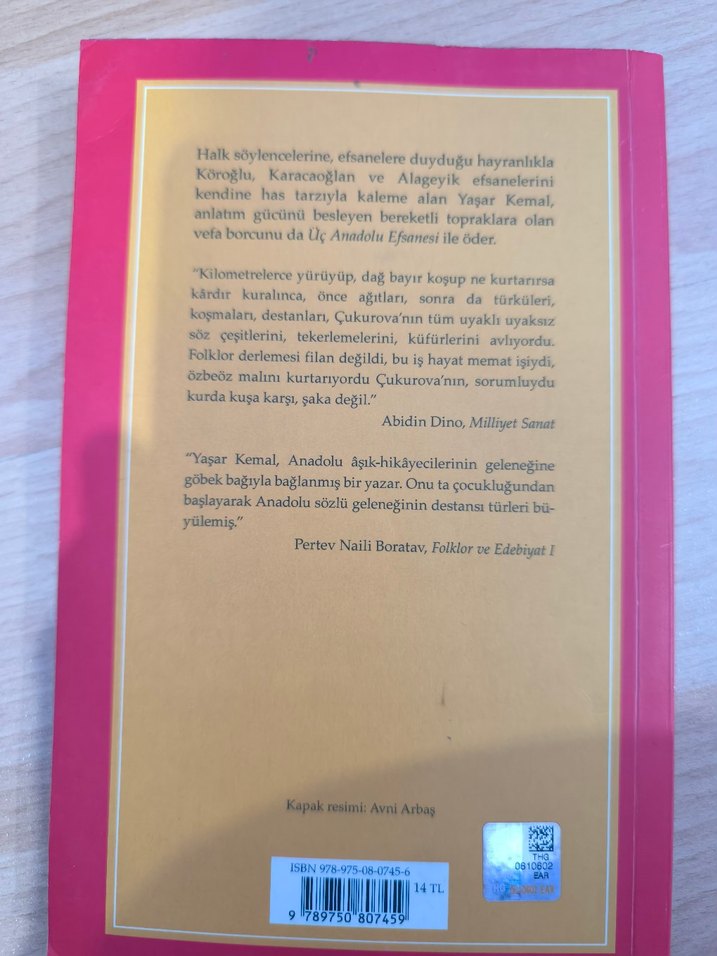 Halk söylencelerine, efsanelere duyduğu hayranlıkla
Köroğlu, Karacaoğlan ve Alageyik efsanelerini
kendine has tarzıyla kaleme alan Yaşar Kemal,
anlatım gücünü besleyen bereketli topraklara olan
vefa borcunu da Üç Anadolu Efsanesi ile öder.
“Kilometrelerce yürüyüp, dağ bayır koşup ne kurtarırsa
kârdır kuralınca, önce ağıtları, sonra da türküleri,
koşmaları, destanları, Çukurova’nın tüm uyaklı uyaksız
söz çeşitlerini, tekerlemelerini, küfürlerini avlıyordu.
Folklor derlemesi filan değildi, bu iş hayat memat işiydi,
özbeöz malını kurtarıyordu Çukurova’nın, sorumluydu
kurda kuşa karşı, şaka değil.”
Abidin Dino, Milliyet Sanat
“Yaşar Kemal, Anadolu âşık-hikâyecilerinin geleneğine
göbek bağıyla bağlanmış bir yazar. Onu ta çocukluğundan
başlayarak Anadolu sözlü geleneğinin destansı türleri bü-
yülemiş.”
Pertev Naili Boratav, Folklor ve Edebiyat I
Kapak resimi: Avni Arbaş
ISBN 978-975-08-0745-6
14 TL
9 789750 807459
THG
0610602
EAR